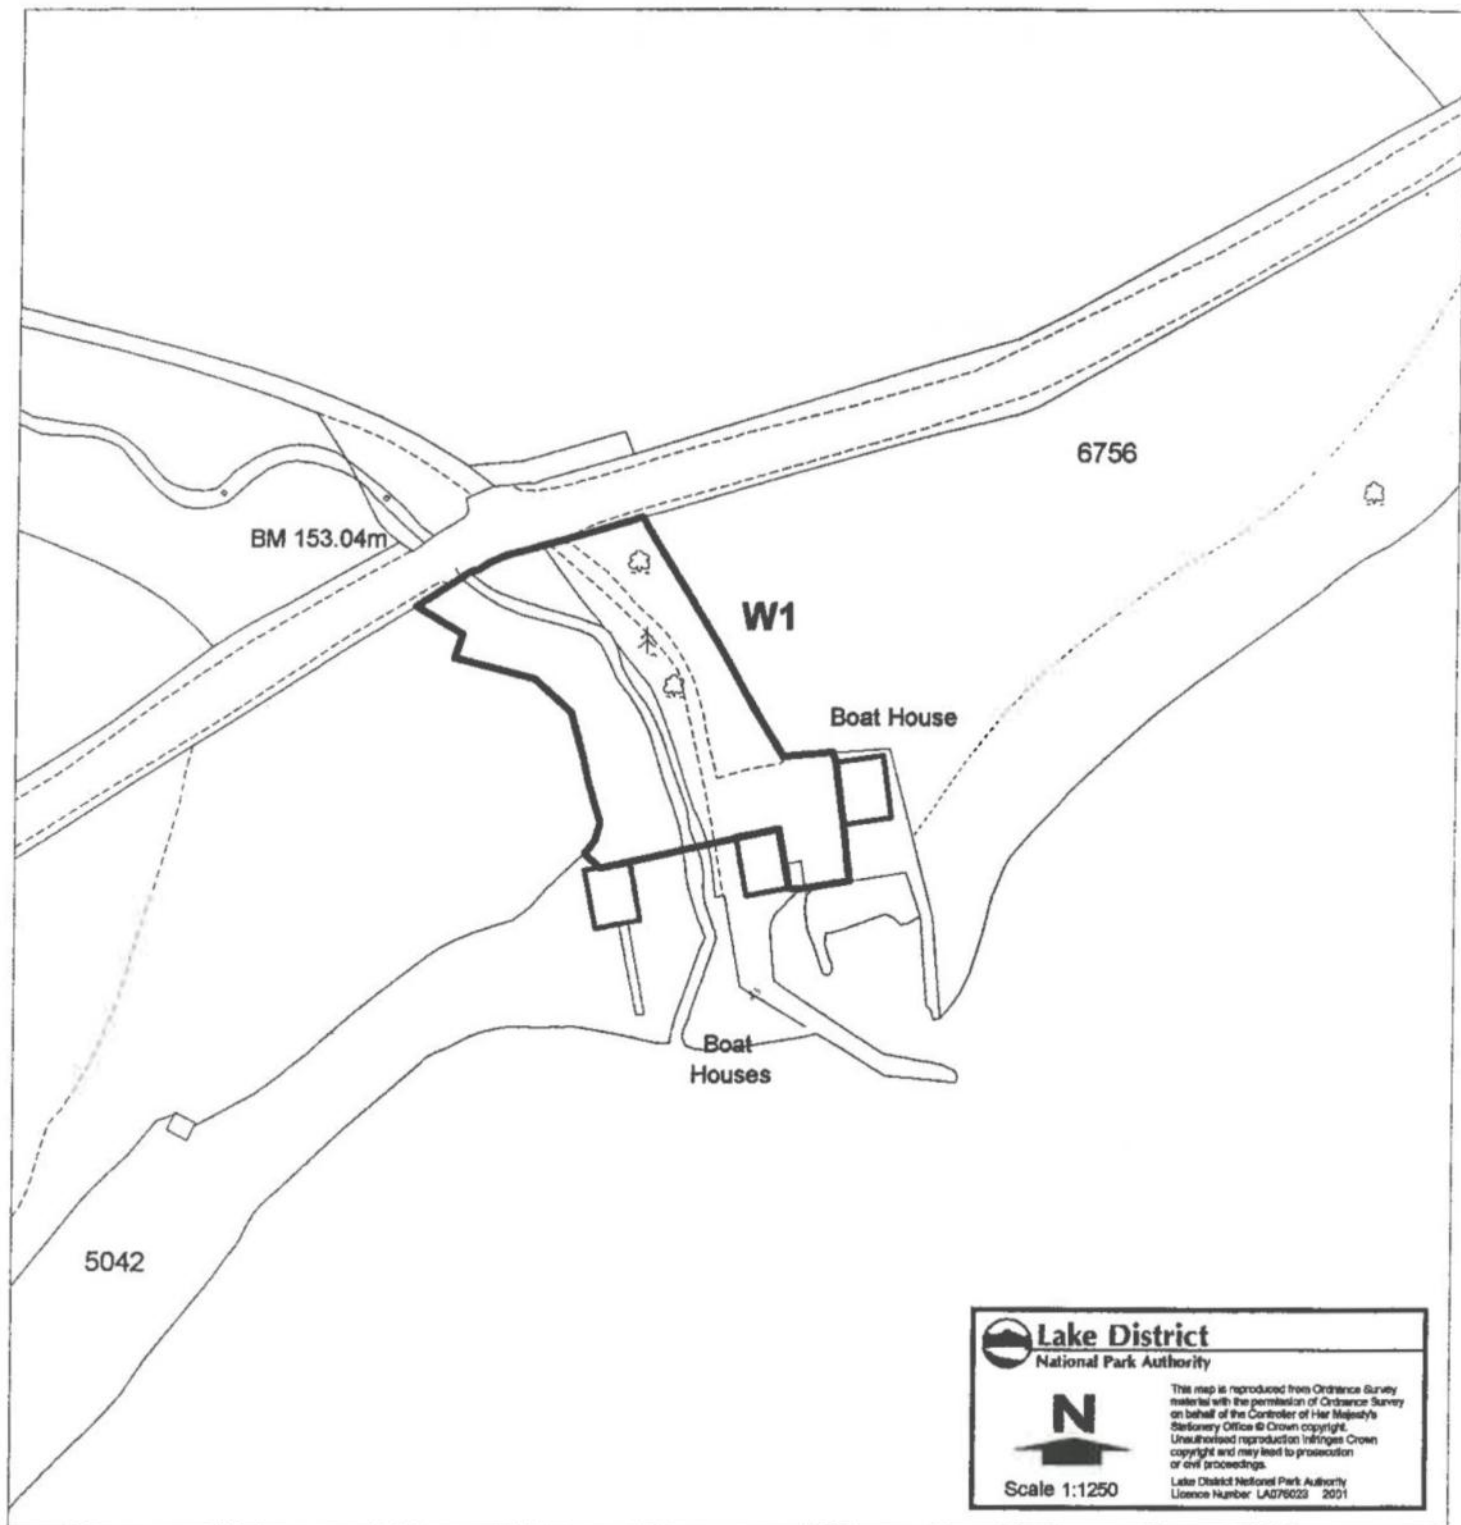 6756
BM 153.04m
W1
Boat House
Boat
Houses
5042
Lake District
National Park Authority
N
Scale 1:1250
This map is reproduced from Ordnance Survey
material with the permission of Ordnance Survey
on behalf of the Controller of Her Majesty's
Stationery Office © Crown copyright.
Unauthorised reproduction infringes Crown
copyright and may lead to prosecution
or civil proceedings.
Lake District National Park Authority
Licence Number LA076023 2001